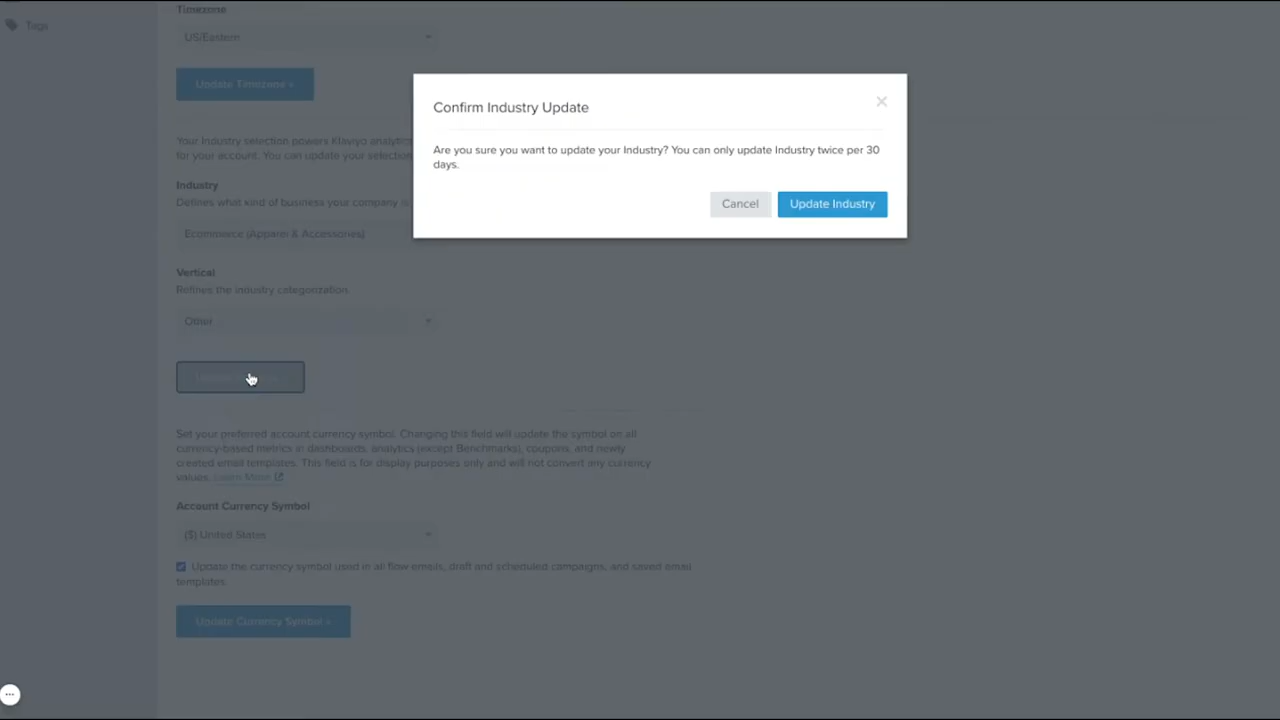 Timezone
Tags
US/Eastern
Update Timezone »
Confirm Industry Update
×
Are you sure you want to update your Industry? You can only update Industry twice per 30
days.
Cancel
Update Industry
Your Industry selection powers Klaviyo
for your account. You can update your
Industry
Defines what kind of business your company
Ecommerce (Apparel & Accessories)
Vertical
Refines the industry categorization.
Other
Set your preferred account currency symbol. Changing this field will update the symbol on all
currency-based metrics in dashboards, analytics (except Benchmarks), coupons, and newly
created email templates. This field is for display purposes only and will not convert any currency
values. Learn More
Account Currency Symbol
($) United States
Update the currency symbol used in all flow emails, draft and scheduled campaigns, and saved email
templates.
Update Currency Symbol »